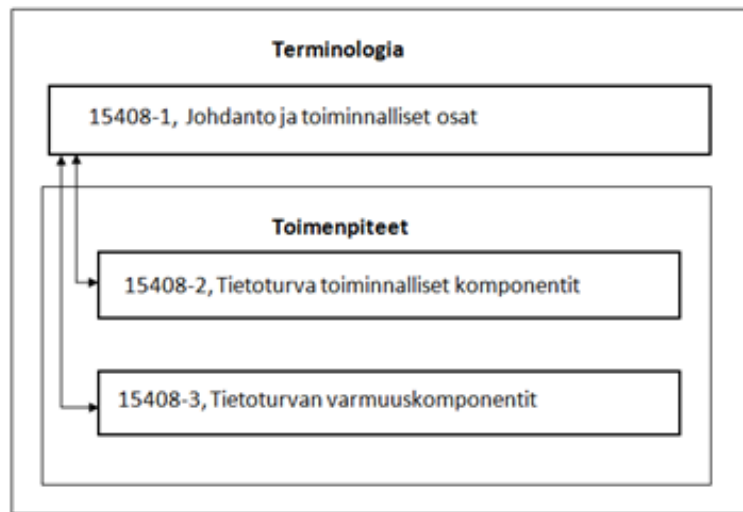 Terminologia
15408-1, Johdanto ja toiminnalliset osat
Toimenpiteet
15408-2, Tietoturva toiminnalliset komponentit
15408-3, Tietoturvan varmuuskomponentit